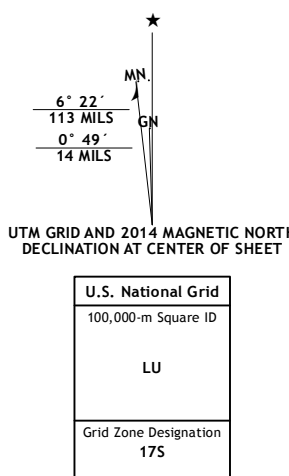 MN
GN
6° 22´
113 MILS
0° 49´
14 MILS
UTM GRID AND 2014 MAGNETIC NORTH
DECLINATION AT CENTER OF SHEET
U.S. National Grid
100,000-m Square ID
LU
Grid Zone Designation
17S